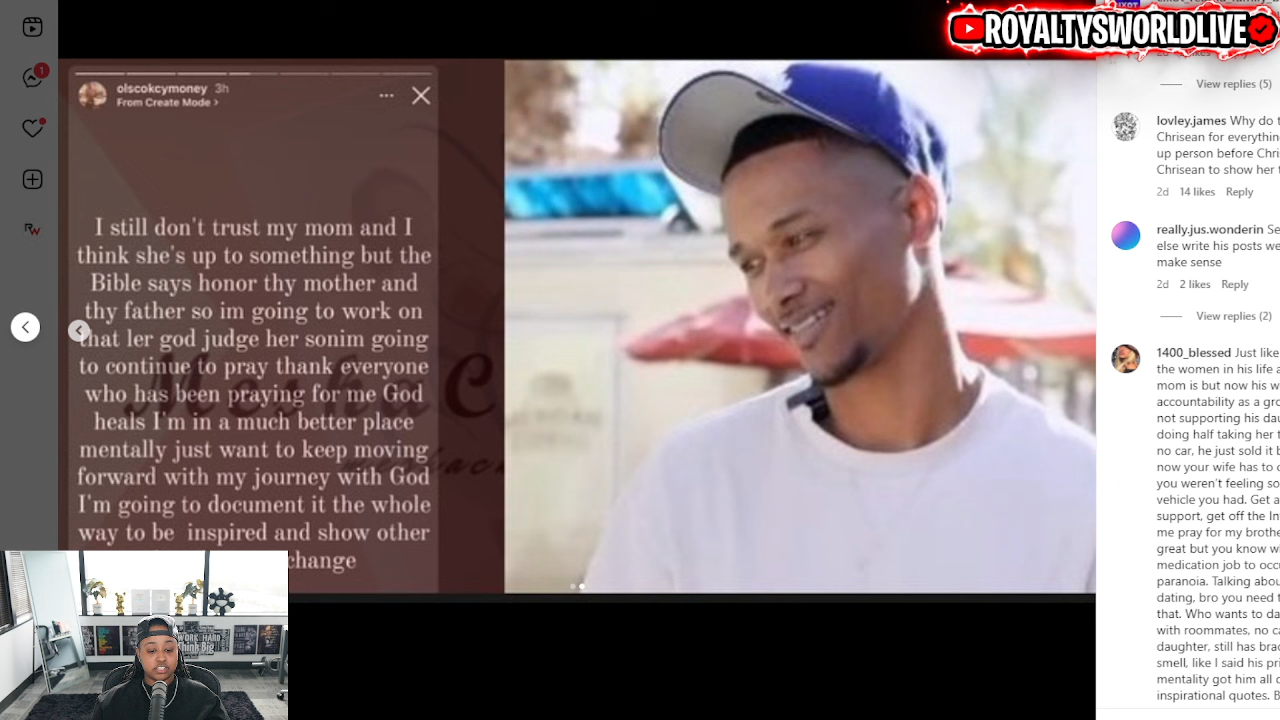 ROYALTYSWORLDLIVE
olscokcymoney 3h
From Create Mode >
I still don't trust my mom and I
think she's up to something but the
Bible says honor thy mother and
thy father so im going to work on
that ler god judge her sonim going
to continue to pray thank everyone
who has been praying for me God
heals I'm in a much better place
mentally just want to keep moving
forward with my journey with God
I'm going to document it the whole
way to be inspired and show other
change
WORK HARD
Think Big
1
RW
View replies (5)
lovley.james Why do t
Chrisean for everythin
up person before Chri
Chrisean to show her t
2d 14 likes Reply
really.jus.wonderin Se
else write his posts we
make sense
2d 2 likes Reply
View replies (2)
1400_blessed Just like
the women in his life a
mom is but now his w
accountability as a gro
not supporting his dau
doing half taking her t
no car, he just sold it b
now your wife has to c
you weren't feeling so
vehicle you had. Get a
support, get off the In
me pray for my brothe
great but you know w
medication job to occu
paranoia. Talking abou
dating, bro you need t
that. Who wants to da
with roommates, no ca
daughter, still has brac
smell, like I said his pri
mentality got him all c
inspirational quotes. B